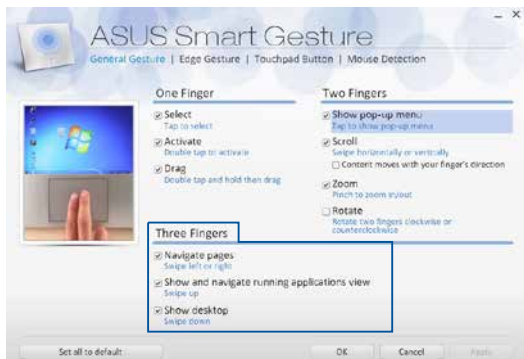 ASUS Smart Gesture
General Gesture | Edge Gesture | Touchpad Button | Mouse Detection
One Finger
Select
Tap to select
Activate
Double tap to activate
Drag
Double tap and hold then drag
Two Fingers
Show pop-up menu
Tap to show pop-up menu
Scroll
Swipe horizontally or vertically
Content moves with your finger's direction
Zoom
Pinch to zoom in/out
Rotate
Rotate two fingers clockwise or
counterclockwise
Three Fingers
Navigate pages
Swipe left or right
Show and navigate running applications view
Swipe up
Show desktop
Swipe down
Set all to default
OK
Cancel